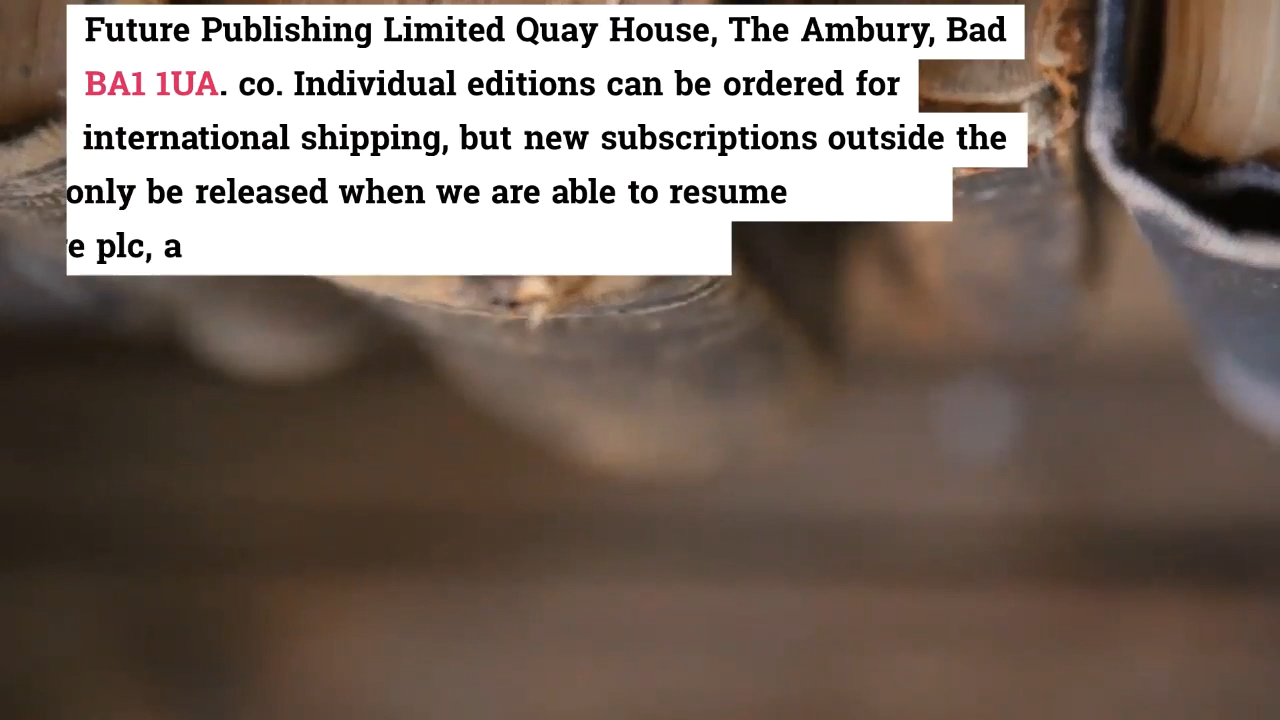 Future Publishing Limited Quay House, The Ambury, Bad
BA1 1UA. co. Individual editions can be ordered for
international shipping, but new subscriptions outside the
only be released when we are able to resume
plc, a